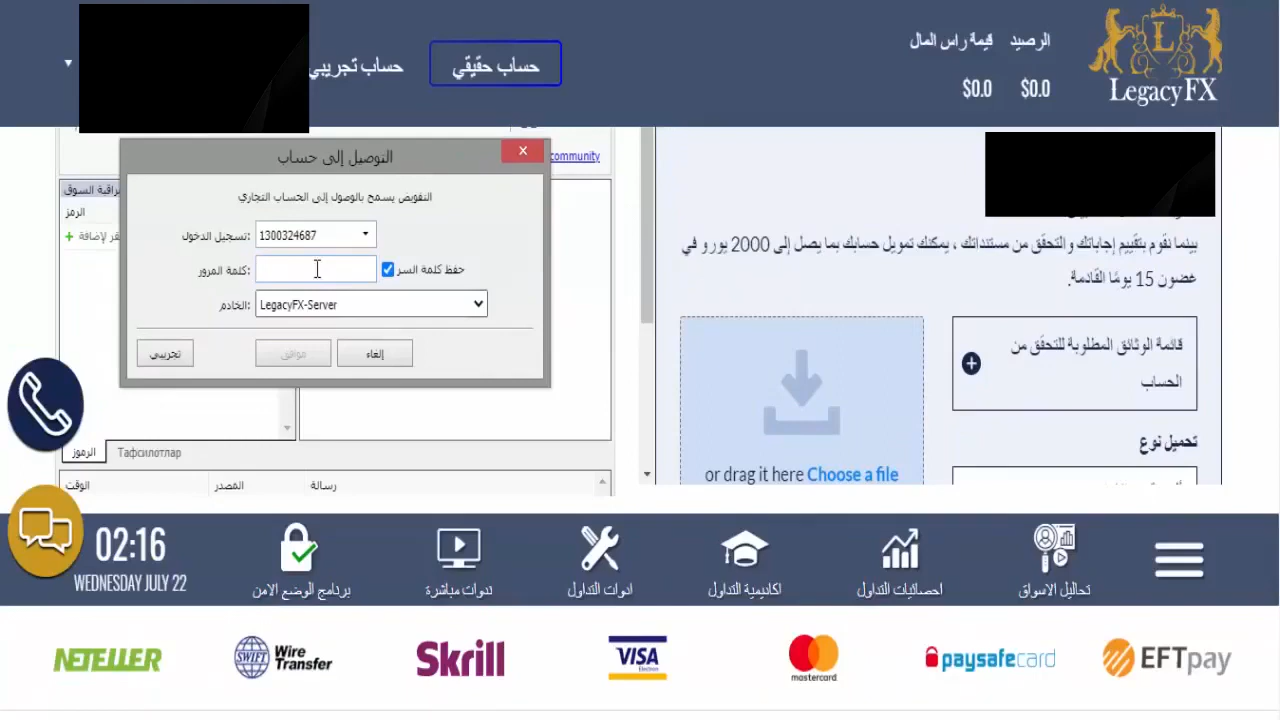 الرصيد
قيمة راس المال
$0.0
$0.0
LegacyFX
حساب حقيقي
حساب تجريبي
community
التوصيل إلى حساب
التفويض يسمح بالوصول إلى الحساب التجاري
تسجيل الدخول:
1300324687
كلمة المرور:
حفظ كلمة السر
الخادم:
LegacyFX-Server
تجريبي
موافق
إلغاء
مراقبة السوق
الرمز
الرموز
Тафсилотлар
الوقت
المصدر
رسالة
بينما نقوم بتقييم إجاباتك والتحقق من مستنداتك ، يمكنك تمويل حسابك بما يصل إلى 2000 يورو في
غضون 15 يومًا القادمة.
قائمة الوثائق المطلوبة للتحقق من
الحساب
تحميل نوع
or drag it here Choose a file
02:16
WEDNESDAY JULY 22
تحاليل الاسواق
احصائيات التداول
اكاديمية التداول
ادوات التداول
ندوات مباشرة
برنامج الوضع الامن
NETELLER
SWIFT
Wire
Transfer
Skrill
VISA
Electron
mastercard
paysafecard
EFTpay